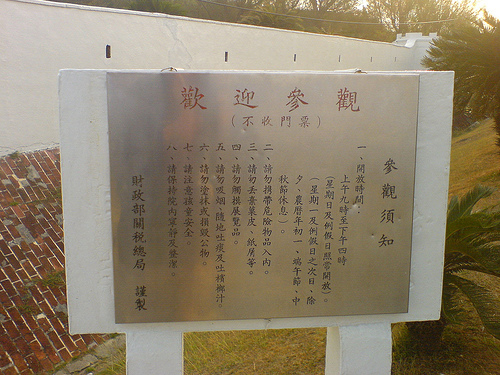 歡迎參觀
(不收門票)
參觀須知
一、開放時間：
上午九時至下午四時
(星期日及例假日照常開放)。
(星期一及例假日之次日、除
夕、農曆年初一、端午節、中
秋節休息)。
二、請勿携帶危險物品入內。
三、請勿丟棄菓皮、紙屑等。
四、請勿觸摸展覽品。
五、請勿吸烟、隨地吐痰及吐檳榔汁。
六、請勿塗抹或損毀公物。
七、請注意孩童安全。
八、請保持院內寧靜及整潔。
財政部關稅總局 謹製